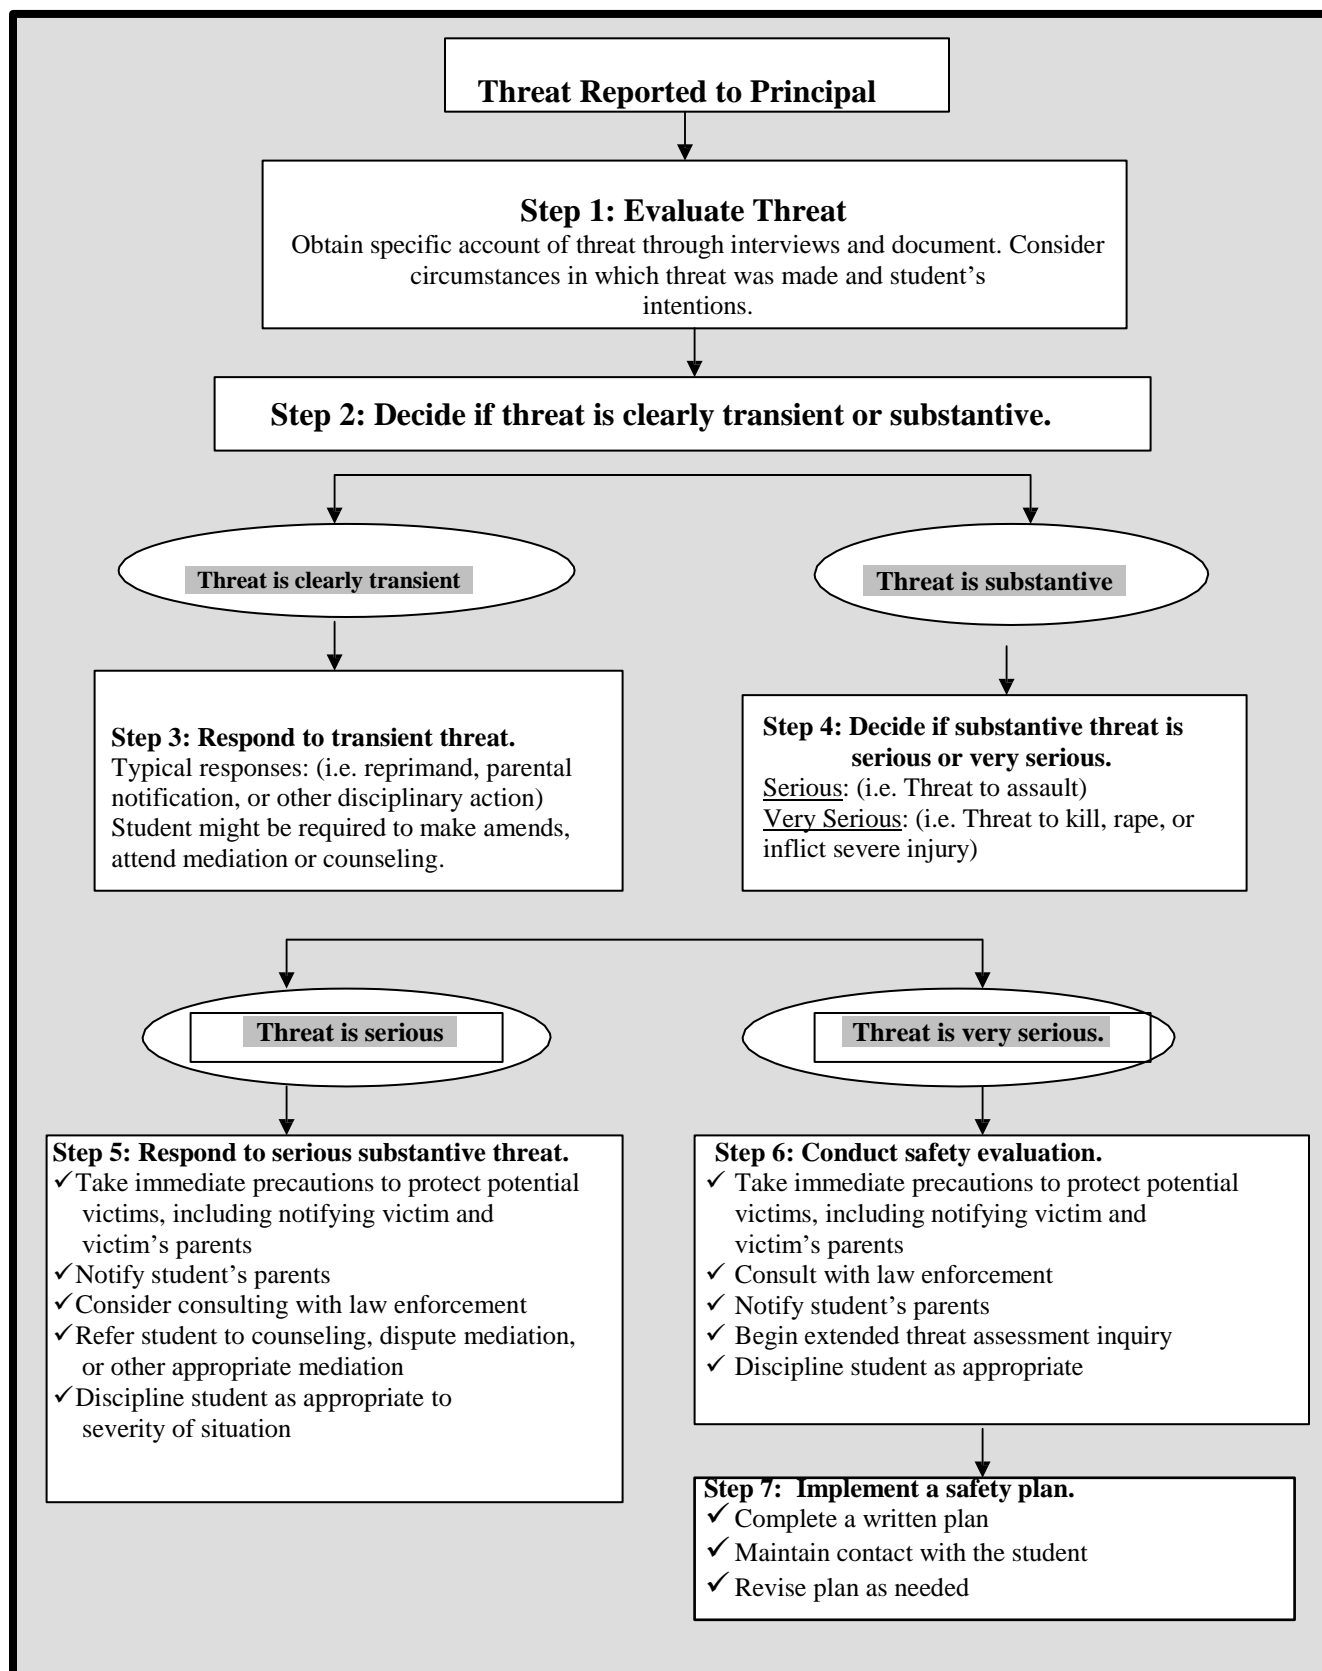 Threat Reported to Principal
Step 1: Evaluate Threat
Obtain specific account of threat through interviews and document. Consider
circumstances in which threat was made and student’s
intentions.
Step 2: Decide if threat is clearly transient or substantive.
Threat is clearly transient
Threat is substantive
Step 3: Respond to transient threat.
Typical responses: (i.e. reprimand, parental
notification, or other disciplinary action)
Student might be required to make amends,
attend mediation or counseling.
Step 4: Decide if substantive threat is
serious or very serious.
Serious: (i.e. Threat to assault)
Very Serious: (i.e. Threat to kill, rape, or
inflict severe injury)
Threat is serious
Threat is very serious.
Step 5: Respond to serious substantive threat.
✓Take immediate precautions to protect potential
victims, including notifying victim and
victim’s parents
✓Notify student’s parents
✓Consider consulting with law enforcement
✓Refer student to counseling, dispute mediation,
or other appropriate mediation
✓Discipline student as appropriate to
severity of situation
Step 6: Conduct safety evaluation.
✓ Take immediate precautions to protect potential
victims, including notifying victim and
victim’s parents
✓ Consult with law enforcement
✓ Notify student’s parents
✓ Begin extended threat assessment inquiry
✓ Discipline student as appropriate
Step 7: Implement a safety plan.
✓ Complete a written plan
✓ Maintain contact with the student
✓ Revise plan as needed